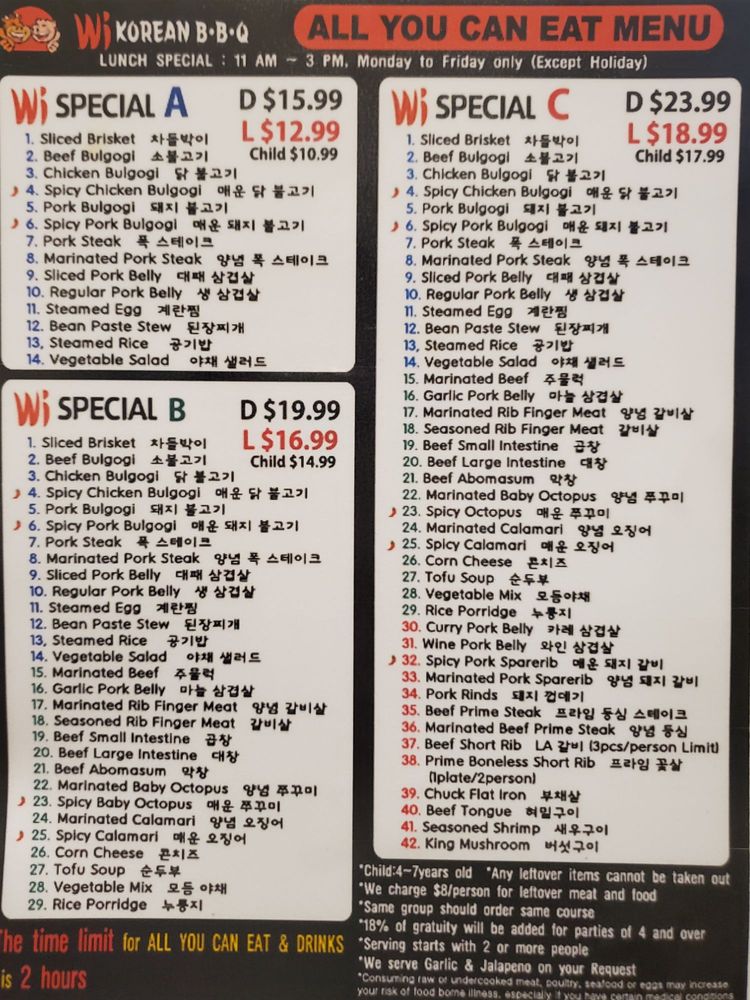 Wi KOREAN B·B·Q
ALL YOU CAN EAT MENU
LUNCH SPECIAL : 11 AM ~ 3 PM, Monday to Friday only (Except Holiday)
Wi SPECIAL A D $15.99
L $12.99
Child $10.99
1. Sliced Brisket 차돌박이
2. Beef Bulgogi 소불고기
3. Chicken Bulgogi 닭 불고기
4. Spicy Chicken Bulgogi 매운 닭 불고기
5. Pork Bulgogi 돼지 불고기
6. Spicy Pork Bulgogi 매운 돼지 불고기
7. Pork Steak 폭 스테이크
8. Marinated Pork Steak 양념 폭 스테이크
9. Sliced Pork Belly 대패 삼겹살
10. Regular Pork Belly 생 삼겹살
11. Steamed Egg 계란찜
12. Bean Paste Stew 된장찌개
13, Steamed Rice 공기밥
14. Vegetable Salad 야채 샐러드
Wi SPECIAL B D $19.99
L $16.99
Child $14.99
1. Sliced Brisket 차돌박이
2. Beef Bulgogi 소불고기
3. Chicken Bulgogi 닭 불고기
4. Spicy Chicken Bulgogi 매운 닭 불고기
5. Pork Bulgogi 돼지 불고기
6. Spicy Pork Bulgogi 매운 돼지 불고기
7. Pork Steak 폭 스테이크
8. Marinated Pork Steak 양념 폭 스테이크
9. Sliced Pork Belly 대패 삼겹살
10. Regular Pork Belly 생 삼겹살
11. Steamed Egg 계란찜
12. Bean Paste Stew 된장찌개
13, Steamed Rice 공기밥
14. Vegetable Salad 야채 샐러드
15. Marinated Beef 주물럭
16. Garlic Pork Belly 마늘 삼겹살
17. Marinated Rib Finger Meat 양념 갈비살
18. Seasoned Rib Finger Meat 갈비살
19. Beef Small Intestine 곱창
20. Beef Large Intestine 대창
21. Beef Abomasum 막창
22. Marinated Baby Octopus 양념 쭈꾸미
23. Spicy Baby Octopus 매운 쭈꾸미
24. Marinated Calamari 양념 오징어
25. Spicy Calamari 매운 오징어
26. Corn Cheese 콘치즈
27. Tofu Soup 순두부
28. Vegetable Mix 모듬 야채
29. Rice Porridge 누룽지
The time limit for ALL YOU CAN EAT & DRINKS
is 2 hours
Wi SPECIAL C D $23.99
L $18.99
Child $17.99
1. Sliced Brisket 차돌박이
2. Beef Bulgogi 소불고기
3. Chicken Bulgogi 닭 불고기
4. Spicy Chicken Bulgogi 매운 닭 불고기
5. Pork Bulgogi 돼지 불고기
6. Spicy Pork Bulgogi 매운 돼지 불고기
7. Pork Steak 폭 스테이크
8. Marinated Pork Steak 양념 폭 스테이크
9. Sliced Pork Belly 대패 삼겹살
10. Regular Pork Belly 생 삼겹살
11. Steamed Egg 계란찜
12. Bean Paste Stew 된장찌개
13, Steamed Rice 공기밥
14. Vegetable Salad 야채 샐러드
15. Marinated Beef 주물럭
16. Garlic Pork Belly 마늘 삼겹살
17. Marinated Rib Finger Meat 양념 갈비살
18. Seasoned Rib Finger Meat 갈비살
19. Beef Small Intestine 곱창
20. Beef Large Intestine 대창
21. Beef Abomasum 막창
22. Marinated Baby Octopus 양념 쭈꾸미
23. Spicy Octopus 매운 쭈꾸미
24. Marinated Calamari 양념 오징어
25. Spicy Calamari 매운 오징어
26. Corn Cheese 콘치즈
27. Tofu Soup 순두부
28. Vegetable Mix 모듬야채
29. Rice Porridge 누룽지
30. Curry Pork Belly 카레 삼겹살
31. Wine Pork Belly 와인 삼겹살
32. Spicy Pork Sparerib 매운 돼지 갈비
33. Marinated Pork Sparerib 양념 돼지 갈비
34. Pork Rinds 돼지 껍데기
35. Beef Prime Steak 프라임 등심 스테이크
36. Marinated Beef Prime Steak 양념 등심
37. Beef Short Rib LA 갈비 (3pcs/person Limit)
38. Prime Boneless Short Rib 프라임 꽃살
(1plate/2person)
39. Chuck Flat Iron 부채살
40. Beef Tongue 혀밑구이
41. Seasoned Shrimp 새우구이
42. King Mushroom 버섯구이
*Child:4~7years old *Any leftover items cannot be taken out
*We charge $8/person for leftover meat and food
*Same group should order same course
*18% of gratuity will be added for parties of 4 and over
*Serving starts with 2 or more people
*We serve Garlic & Jalapeno on your Request
*Consuming raw or undercooked meat, poultry, seafood or eggs may increase
your risk of food borne illness, especially if you have certain medical conditions